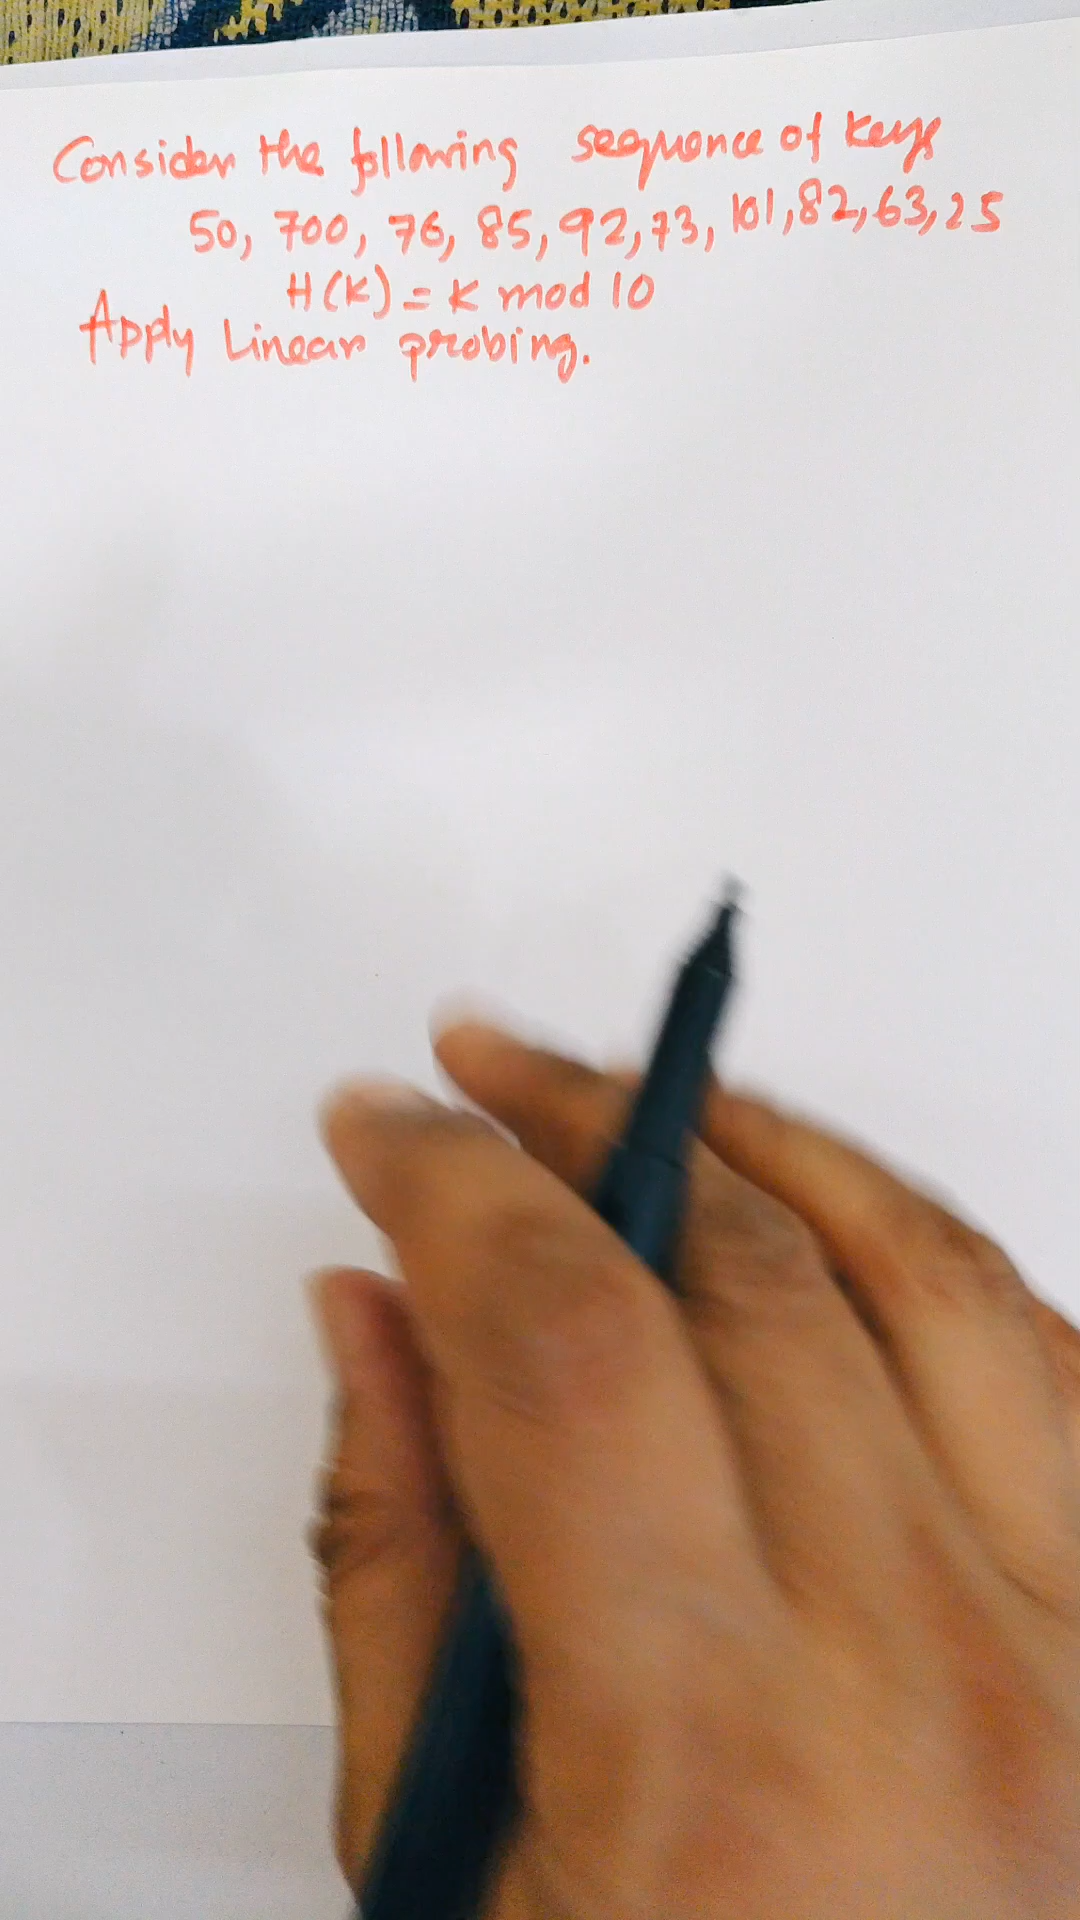 Consider the following sequence of keys
50, 700, 76, 85, 92, 73, 101, 82, 63, 25
H(K) = K mod 10
Apply Linear probing.